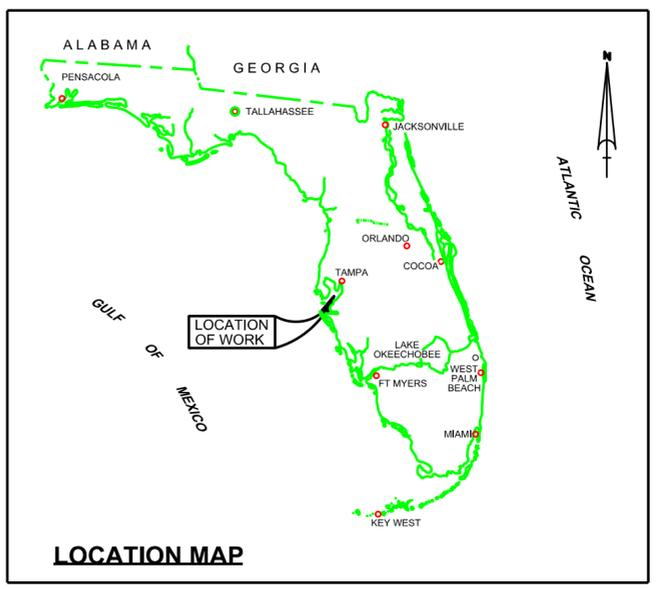 ALABAMA
GEORGIA
N
PENSACOLA
TALLAHASSEE
JACKSONVILLE
ATLANTIC
OCEAN
ORLANDO
COCOA
TAMPA
GULF
OF
MEXICO
LOCATION
OF WORK
LAKE
OKEECHOBEE
WEST
PALM
BEACH
FT MYERS
MIAMI
KEY WEST
LOCATION MAP